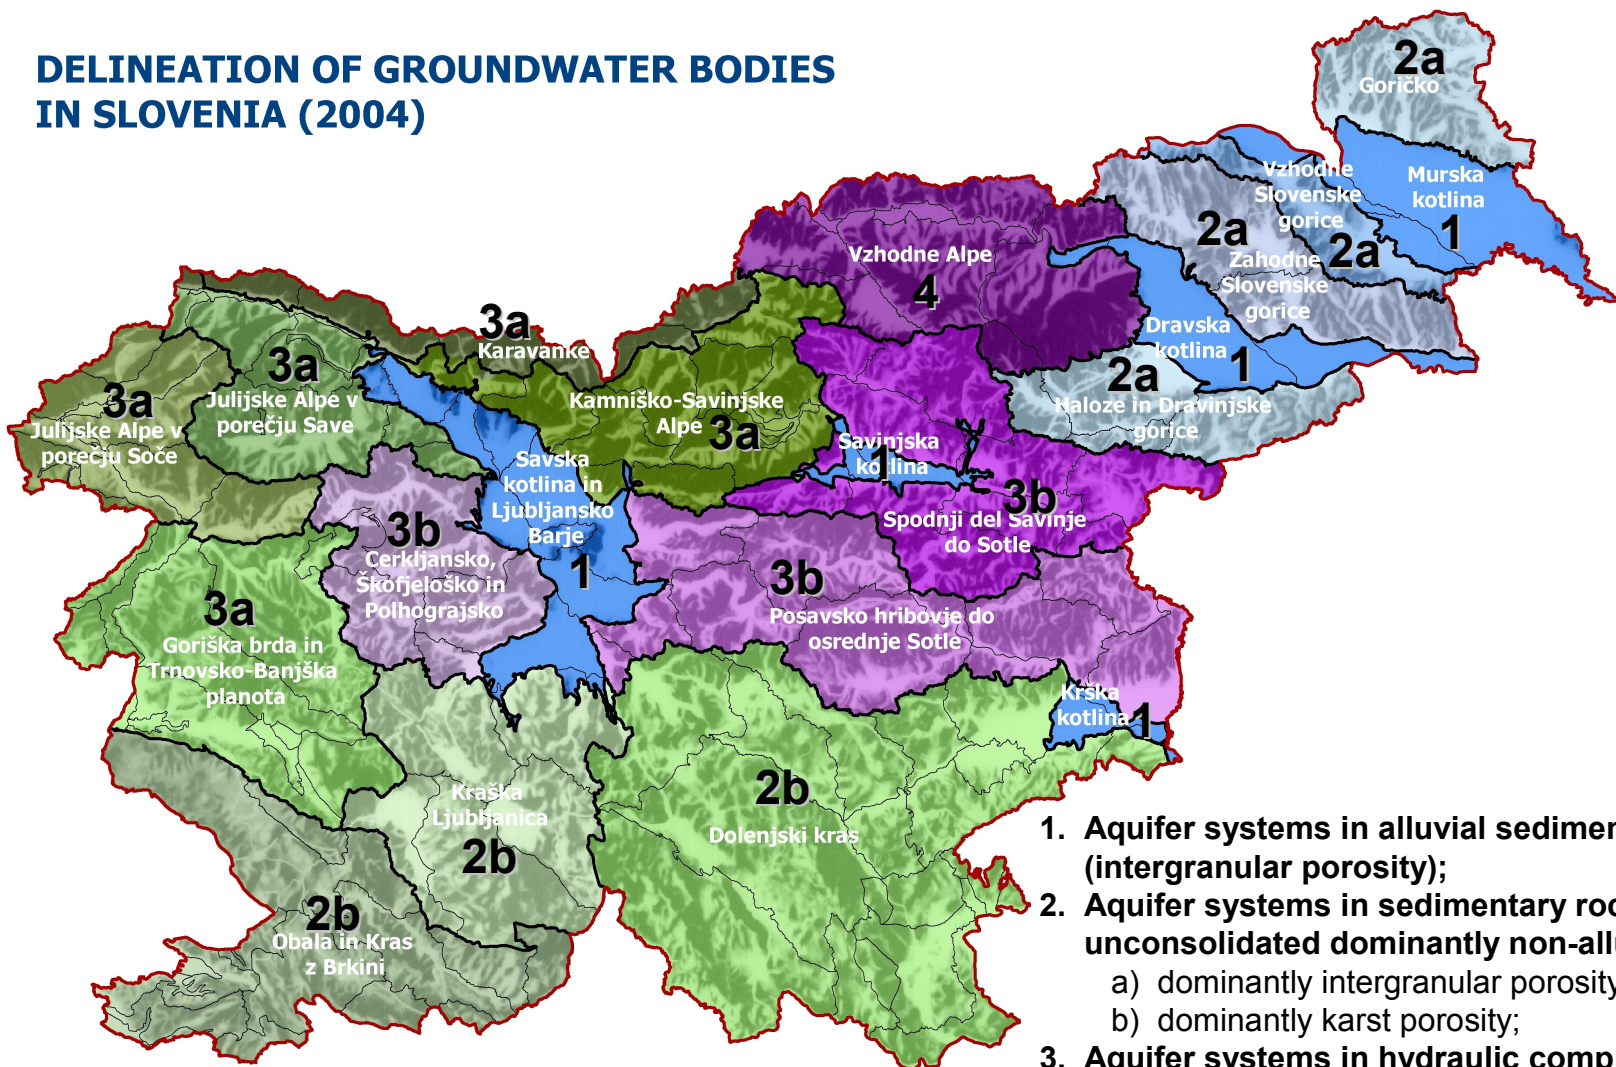 DELINEATION OF GROUNDWATER BODIES
IN SLOVENIA (2004)
2a
Goričko
Murska
kotlina
1
Vzhodne
Slovenske
gorice
2a
2a
Zahodne
Slovenske
gorice
Vzhodne Alpe
4
Dravska
kotlina
1
2a
Haloze in Dravinjske
gorice
3a
Karavanke
3a
Julijske Alpe v
porečju Save
3a
Julijske Alpe v
porečju Soče
Kamniško-Savinjske
Alpe 3a
Savinjska
kotlina
1
Savska
kotlina in
Ljubljansko
Barje
1
3b
Spodnji del Savinje
do Sotle
3b
Cerkljansko,
Škofjeloško in
Polhograjsko
3b
Posavsko hribovje do
osrednje Sotle
3a
Goriška brda in
Trnovsko-Banjška
planota
Krška
kotlina
1
Kraška
Ljubljanica
2b
2b
Dolenjski kras
2b
Obala in Kras
z Brkini
1. Aquifer systems in alluvial
(intergranular porosity);
2. Aquifer systems in sedimentary
unconsolidated dominantly
a) dominantly intergranular porosity
b) dominantly karst porosity;
3. Aquifer systems in hydraulic